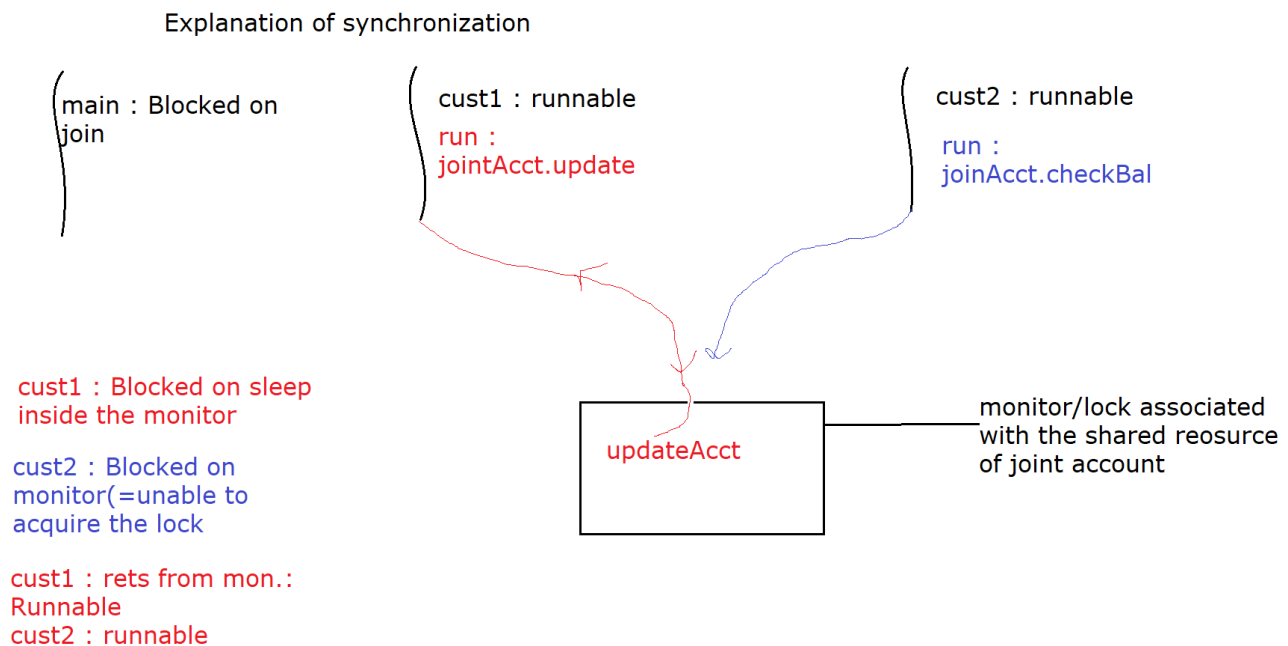 Explanation of synchronization
main : Blocked on
join
cust1 : runnable
run :
jointAcct.update
cust2 : runnable
run :
joinAcct.checkBal
cust1 : Blocked on sleep
inside the monitor
cust2 : Blocked on
monitor(=unable to
acquire the lock
cust1 : rets from mon.:
Runnable
cust2 : runnable
updateAcct
monitor/lock associated
with the shared reosurce
of joint account